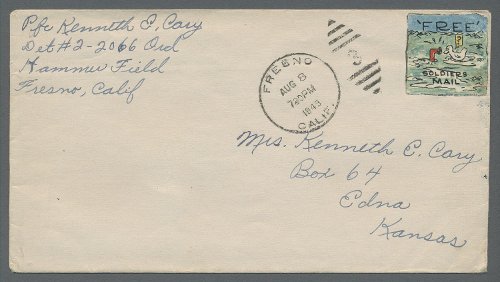 Pfc Kenneth E. Cary
Det #2-2066 Ord
Hammer Field
Fresno, Calif
FRESNO
AUG 6
7 30 PM
1943
CALIF.
3
"FREE"
SOLDIERS
MAIL
Mrs. Kenneth E. Cary
Box 64
Edna
Kansas